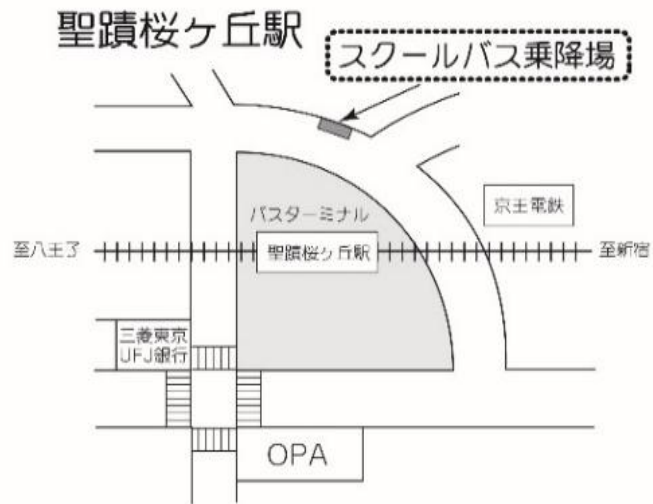 聖蹟桜ヶ丘駅
スクールバス乗降場
バスターミナル
京王電鉄
至八王子
聖蹟桜ヶ丘駅
至新宿
三菱東京
UFJ銀行
OPA